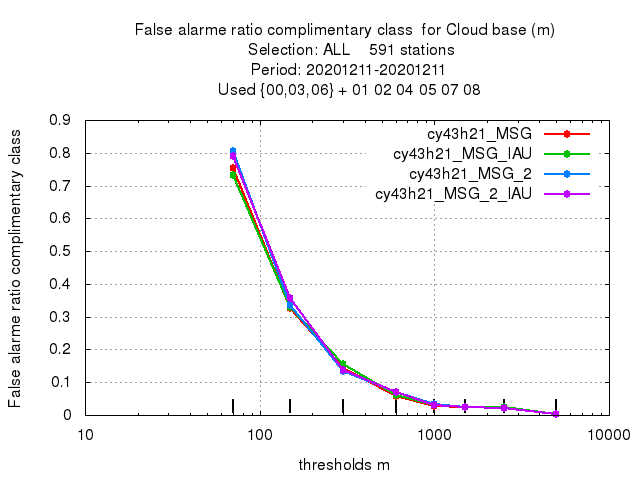 False alarme ratio complimentary class  for Cloud base (m)
Selection: ALL    591 stations
Period: 20201211-20201211
Used {00,03,06} + 01 02 04 05 07 08
cy43h21_MSG
cy43h21_MSG_IAU
cy43h21_MSG_2
cy43h21_MSG_2_IAU
False alarme ratio complimentary class
0.9
0.8
0.7
0.6
0.5
0.4
0.3
0.2
0.1
0
10 100 1000 10000
thresholds m